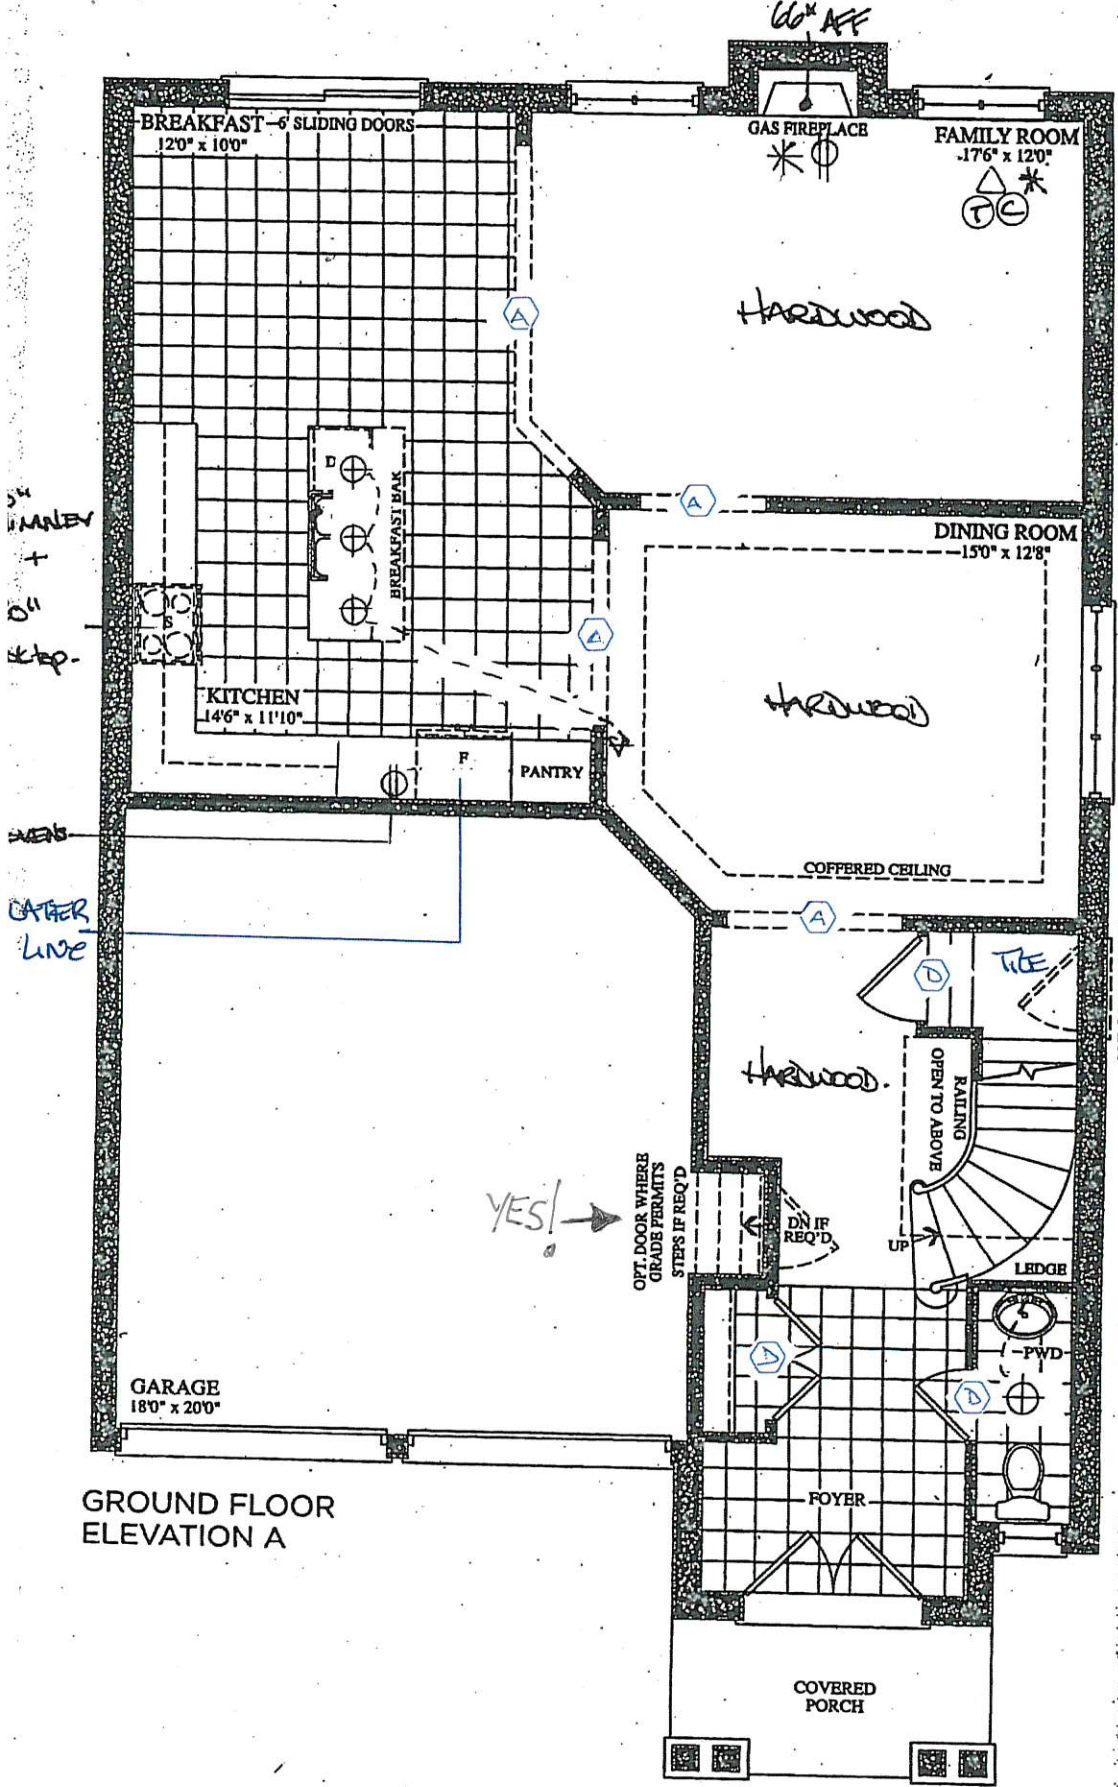 66" AFF
BREAKFAST
12'0" x 10'0"
6' SLIDING DOORS
GAS FIREPLACE
FAMILY ROOM
17'6" x 12'0"
T C
A
HARDWOOD
D
BREAKFAST BAR
A
DINING ROOM
15'0" x 12'8"
+
S
A
KITCHEN
14'6" x 11'10"
HARDWOOD
F
PANTRY
COFFERED CEILING
LINE
A
D
TILE
HARDWOOD.
RAILING
OPEN TO ABOVE
YES!
OPT. DOOR WHERE
GRADE PERMITS
STEPS IF REQ'D
DN IF
REQ'D
UP
LEDGE
D
PWD
D
GARAGE
18'0" x 20'0"
FOYER
GROUND FLOOR
ELEVATION A
COVERED
PORCH